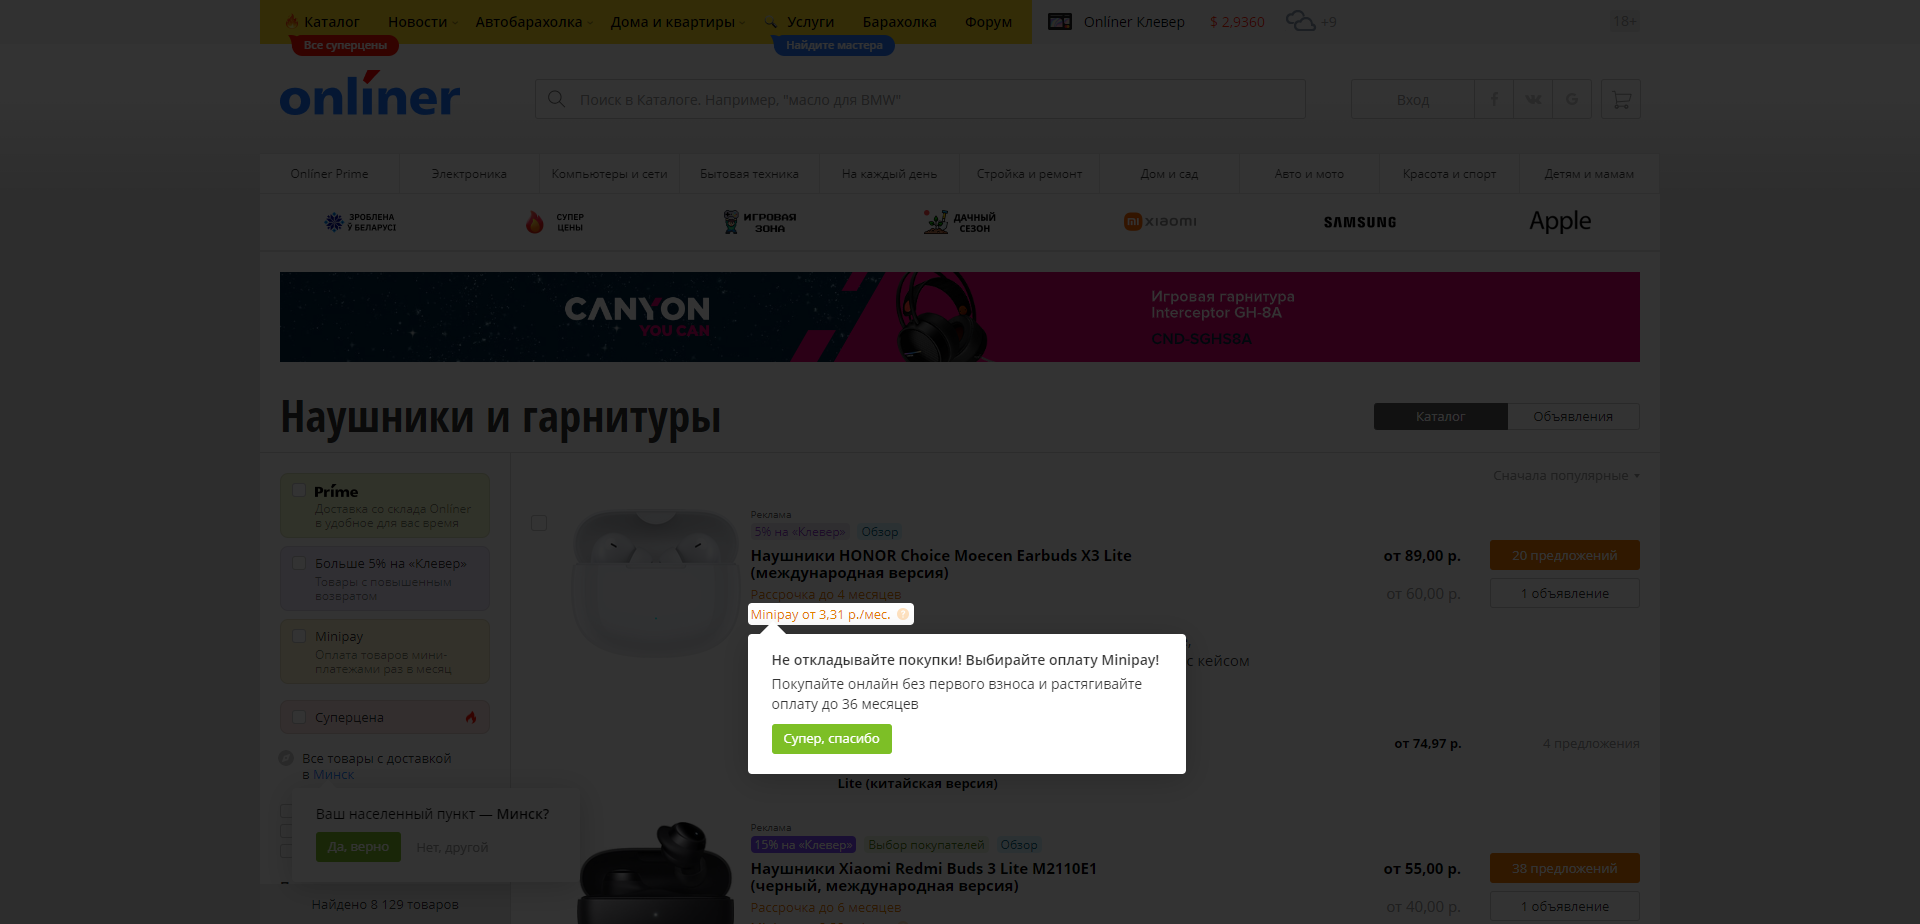 Каталог
Новости
Автобарахолка
Дома и квартиры
Услуги
Барахолка
Форум
Onlíner Клевер
$ 2,9360
+9
18+
Все суперцены
Найдите мастера
onlíner
Поиск в Каталоге. Например, "масло для BMW"
Вход
Onlíner Prime
Электроника
Компьютеры и сети
Бытовая техника
На каждый день
Стройка и ремонт
Дом и сад
Авто и мото
Красота и спорт
Детям и мамам
ЗРОБЛЕНА
Ў БЕЛАРУСІ
СУПЕР
ЦЕНЫ
ИГРОВАЯ
ЗОНА
ДАЧНЫЙ
СЕЗОН
xiaomi
SAMSUNG
Apple
CANYON
YOU CAN
Игровая гарнитура
Interceptor GH-8A
CND-SGHS8A
Наушники и гарнитуры
Каталог
Объявления
Сначала популярные
Príme
Доставка со склада Onlíner
в удобное для вас время
Больше 5% на «Клевер»
Товары с повышенным
возвратом
Minipay
Оплата товаров мини-
платежами раз в месяц
Суперцена
Все товары с доставкой
в Минск
Ваш населенный пункт — Минск?
Да, верно
Нет, другой
Найдено 8 129 товаров
Реклама
5% на «Клевер»
Обзор
Наушники HONOR Choice Moecen Earbuds X3 Lite
(международная версия)
Рассрочка до 4 месяцев
Minipay от 3,31 р./мес.
от 89,00 р.
20 предложений
от 60,00 р.
1 объявление
с кейсом
Не откладывайте покупки! Выбирайте оплату Minipay!
Покупайте онлайн без первого взноса и растягивайте
оплату до 36 месяцев
Супер, спасибо
от 74,97 р.
4 предложения
Lite (китайская версия)
Реклама
15% на «Клевер»
Выбор покупателей
Обзор
Наушники Xiaomi Redmi Buds 3 Lite M2110E1
(черный, международная версия)
Рассрочка до 6 месяцев
от 55,00 р.
38 предложений
от 40,00 р.
1 объявление